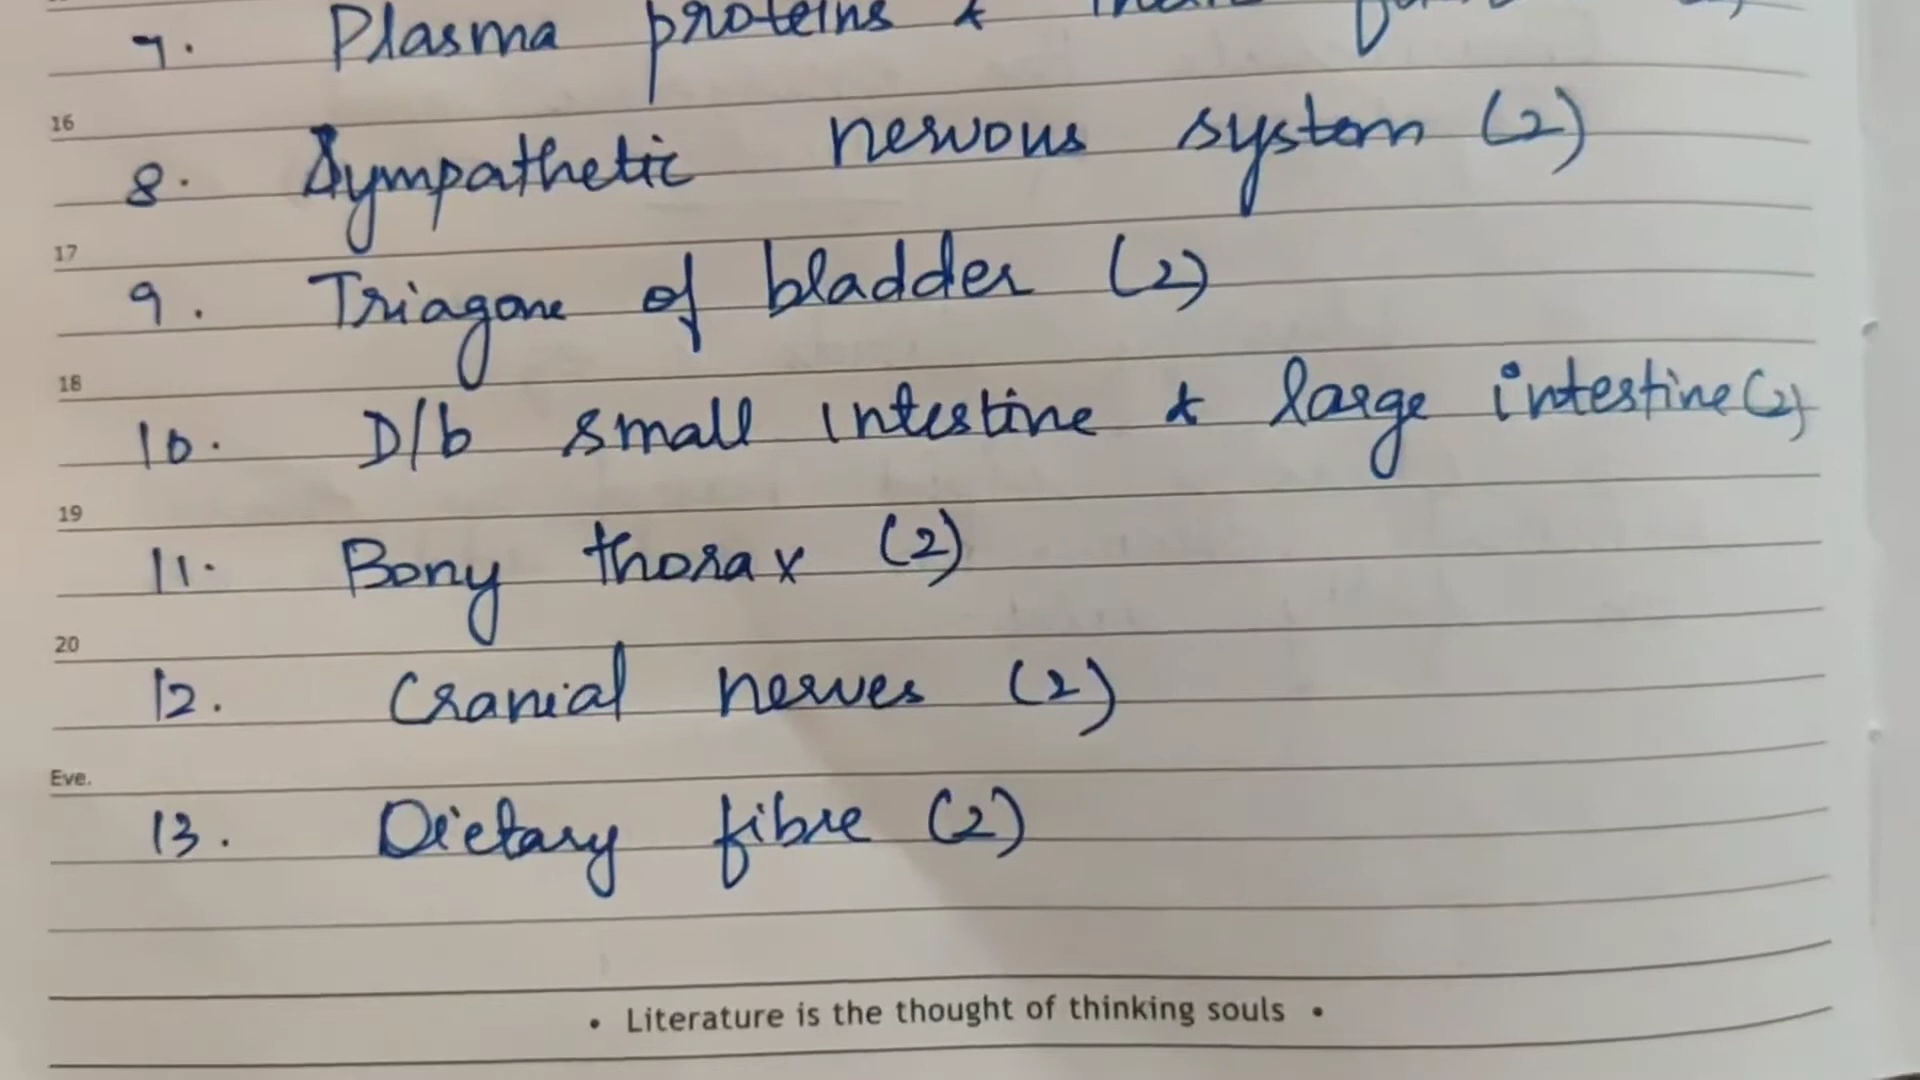 7. Plasma proteins &
16
8. Sympathetic nervous system (2)
17
9. Triagone of bladder (2)
18
10. D/b small intestine & large intestine (2)
19
11. Bony thorax (2)
20
12. Cranial nerves (2)
Eve.
13. Dietary fibre (2)
• Literature is the thought of thinking souls •